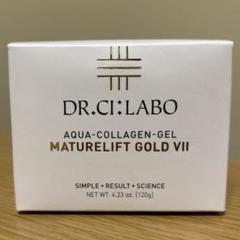 DR.CI:LABO
AQUA-COLLAGEN-GEL
MATURELIFT GOLD VII
SIMPLE + RESULT + SCIENCE
NET WT. 4.23 oz. [120g]